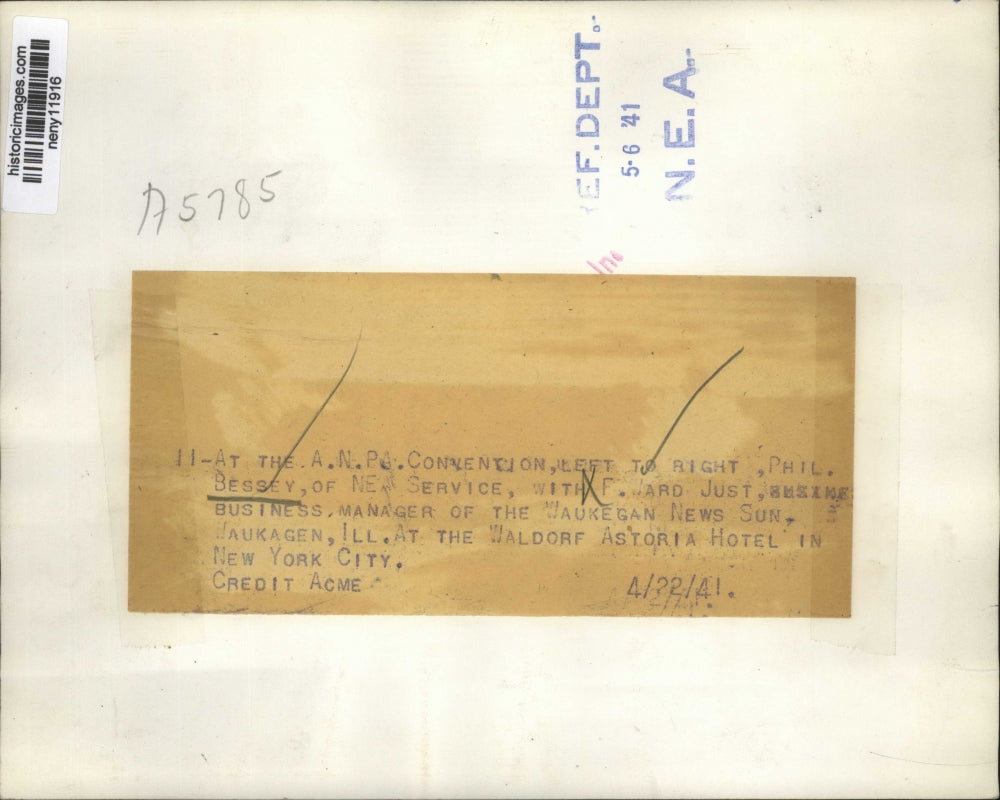 historicimages.com
neny11916
EF.DEPT.
5-6 '41
N.E.A.
A5785
11-AT THE A.N.PA.CONVENTION,LEFT TO RIGHT ,PHIL.
BESSEY,OF NEA SERVICE, WITH F.WARD JUST,BUSINE
BUSINESS.MANAGER OF THE WAUKEGAN NEWS SUN,
WAUKAGEN,ILL.AT THE WALDORF ASTORIA HOTEL IN
NEW YORK CITY.
CREDIT ACME
4/22/41.